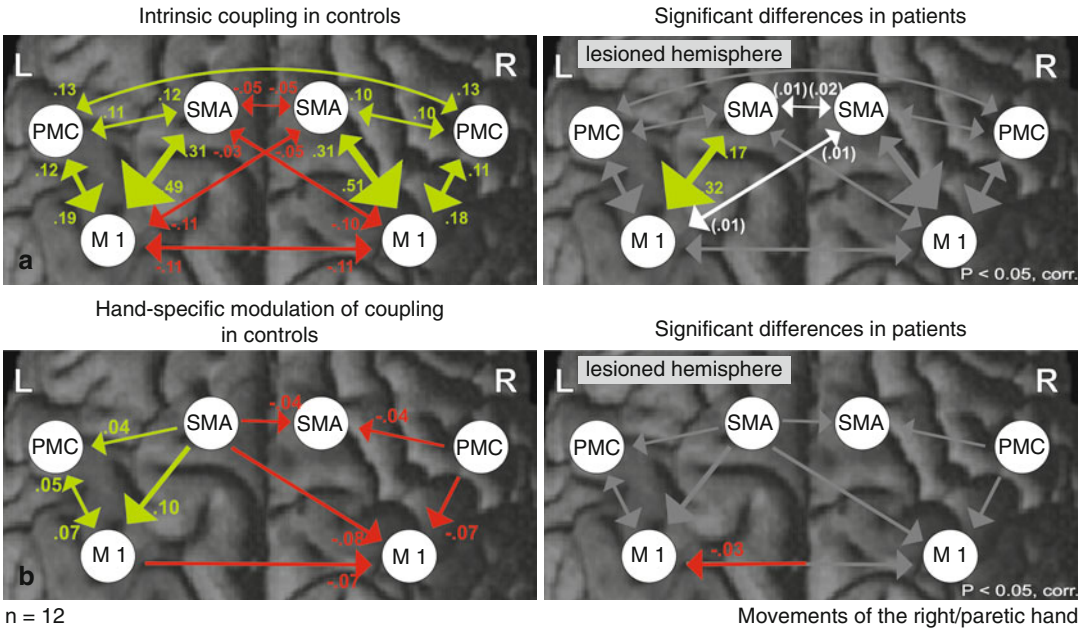 Intrinsic coupling in controls
L
R
.13
.13
.11
.12
-.05
-.05
.10
.10
PMC
SMA
SMA
PMC
.12
.31
-.03
-.05
.31
.11
.19
.49
.51
.18
-.11
-.10
M 1
M 1
-.11
-.11
a
Significant differences in patients
L
lesioned hemisphere
R
(.01)
(.02)
PMC
SMA
SMA
PMC
.17
(.01)
.32
(.01)
M 1
M 1
P < 0.05, corr.
Hand-specific modulation of coupling
in controls
L
R
-.04
.04
-.04
PMC
SMA
SMA
PMC
.05
.10
.07
-.08
-.07
M 1
M 1
-.07
b
n = 12
Significant differences in patients
L
lesioned hemisphere
R
PMC
SMA
SMA
PMC
-.03
M 1
M 1
P < 0.05, corr.
Movements of the right/paretic hand